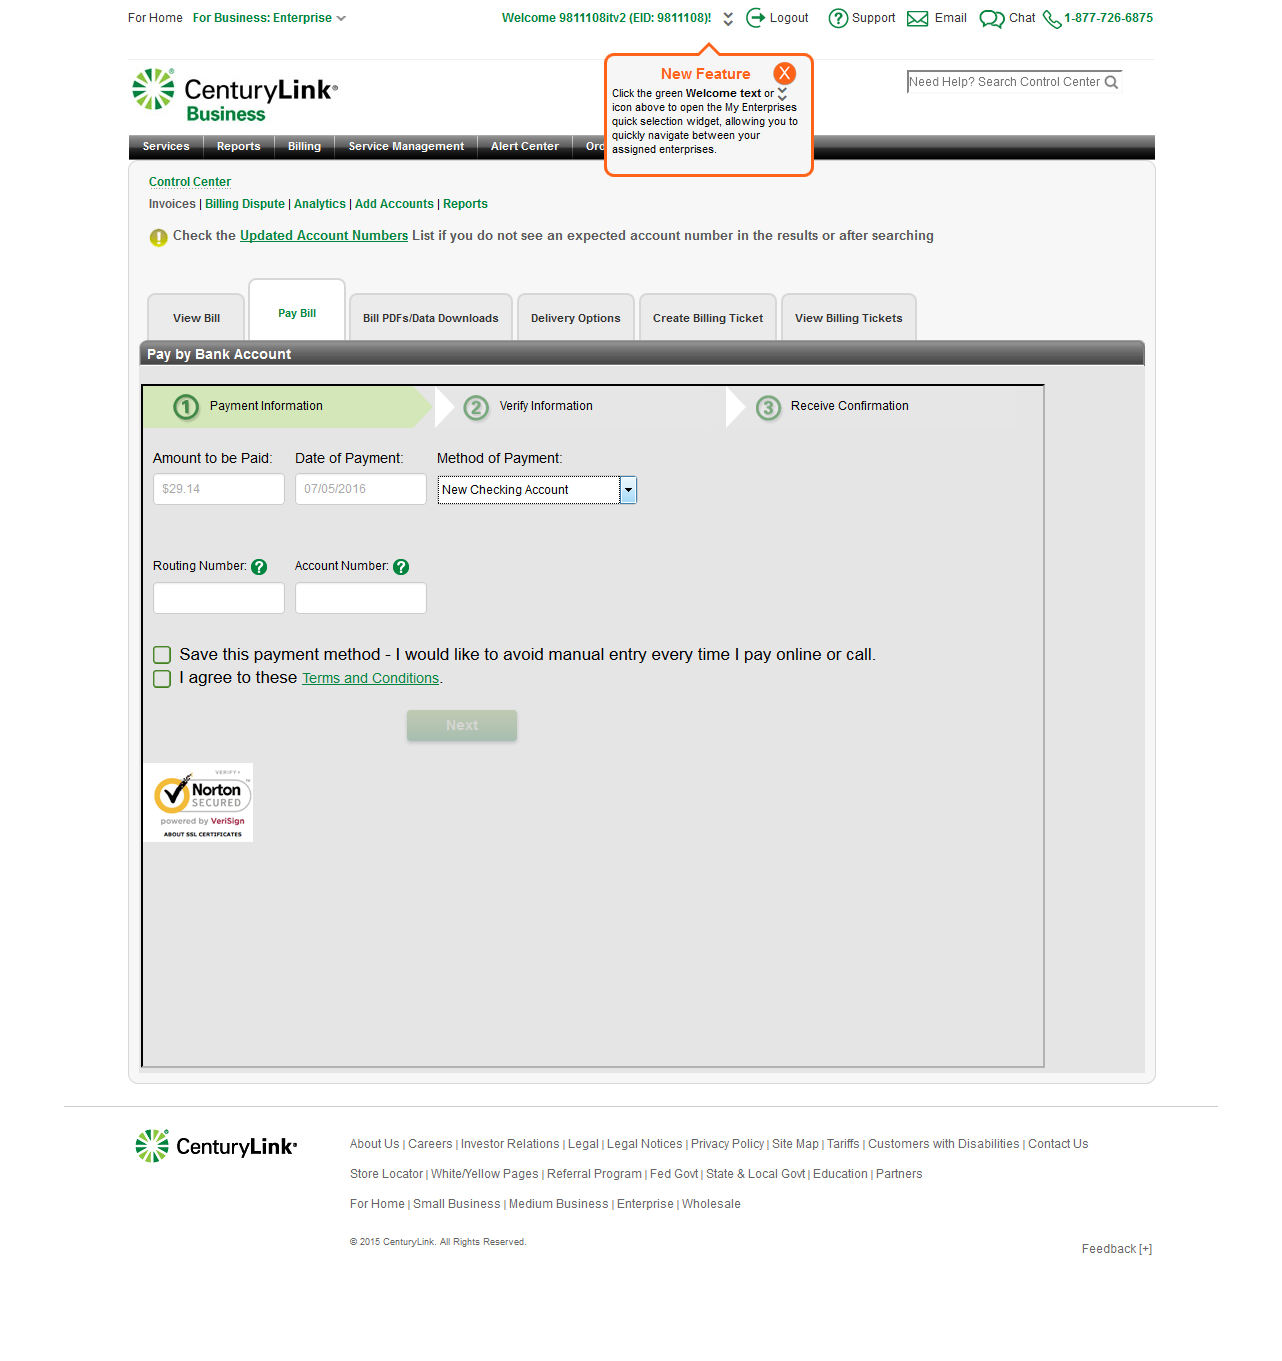 For Home For Business: Enterprise Welcome 9811108itv2 (EID: 9811108)! Logout Support Email Chat 1-877-726-6875
New Feature X
Click the green Welcome text or
icon above to open the My Enterprises
quick selection widget, allowing you to
quickly navigate between your
assigned enterprises.
CenturyLink®
Business
Need Help? Search Control Center
Services Reports Billing Service Management Alert Center
Control Center
Invoices | Billing Dispute | Analytics | Add Accounts | Reports
Check the Updated Account Numbers List if you do not see an expected account number in the results or after searching
View Bill Pay Bill Bill PDFs/Data Downloads Delivery Options Create Billing Ticket View Billing Tickets
Pay by Bank Account
1 Payment Information 2 Verify Information 3 Receive Confirmation
Amount to be Paid: Date of Payment: Method of Payment:
$29.14 07/05/2016 New Checking Account
Routing Number: ? Account Number: ?
Save this payment method - I would like to avoid manual entry every time I pay online or call.
I agree to these Terms and Conditions.
Next
VERIFY
Norton™
SECURED
powered by VeriSign
ABOUT SSL CERTIFICATES
CenturyLink®
About Us | Careers | Investor Relations | Legal | Legal Notices | Privacy Policy | Site Map | Tariffs | Customers with Disabilities | Contact Us
Store Locator | White/Yellow Pages | Referral Program | Fed Govt | State & Local Govt | Education | Partners
For Home | Small Business | Medium Business | Enterprise | Wholesale
© 2015 CenturyLink. All Rights Reserved.
Feedback [+]